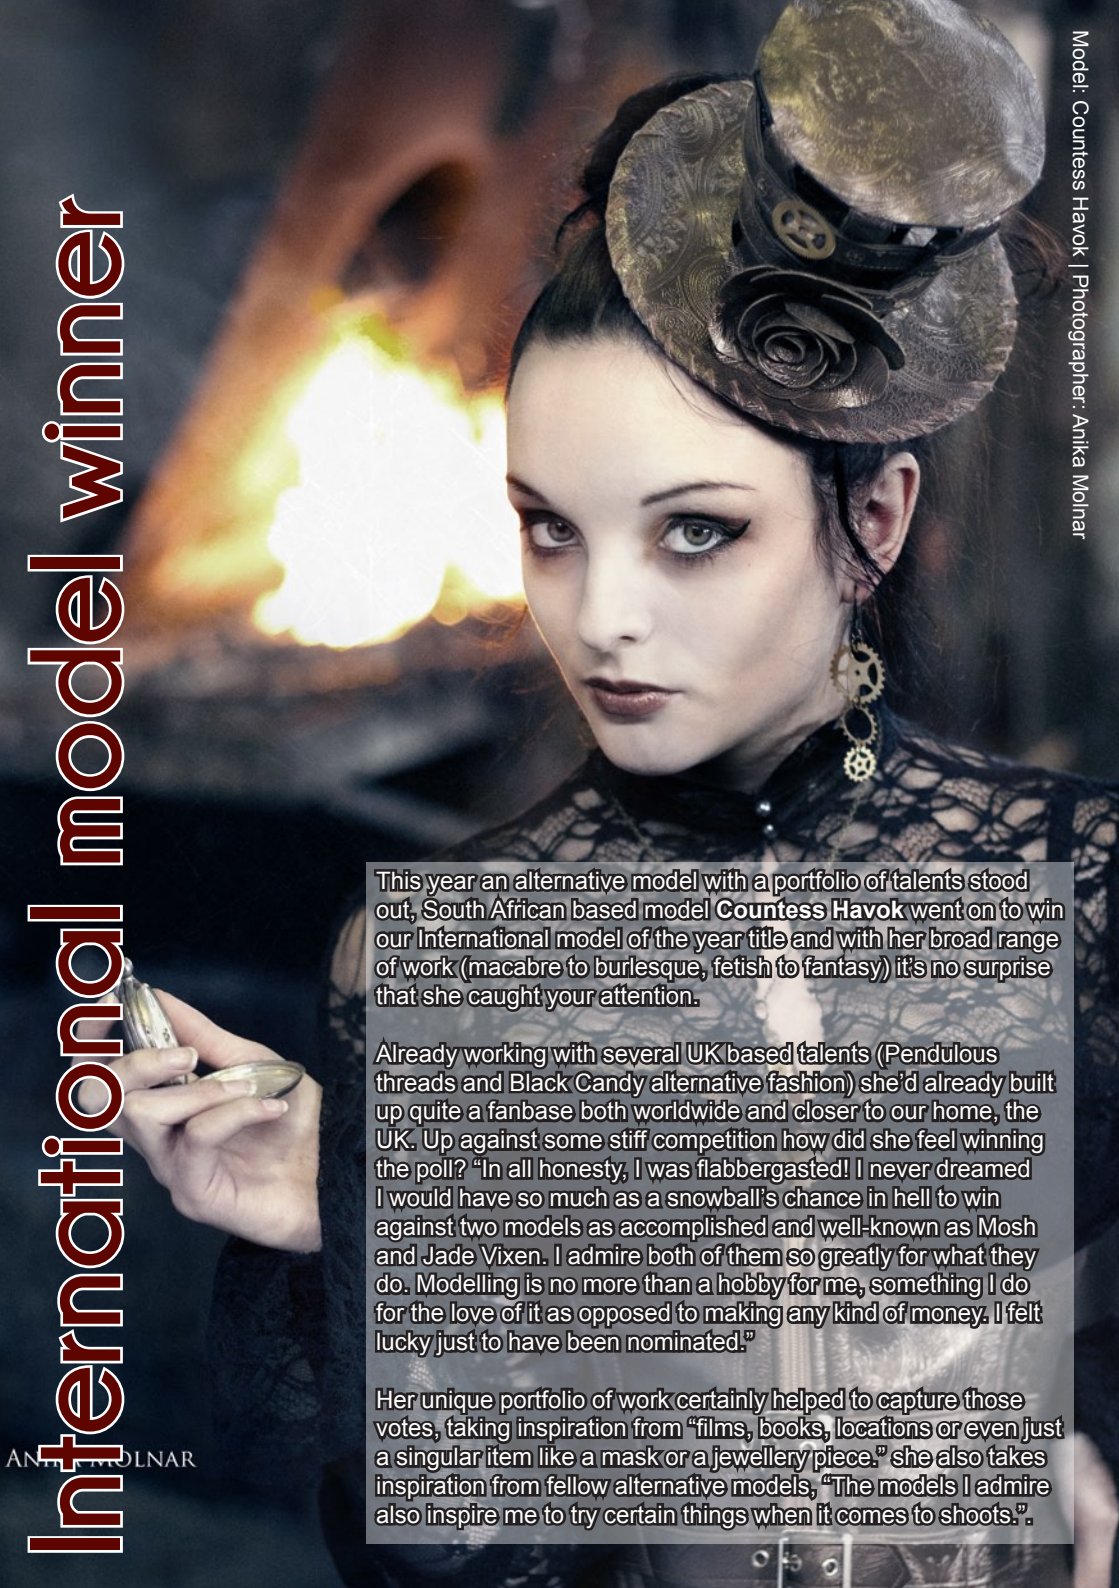 International model winner
Model: Countess Havok | Photographer: Anika Molnar
This year an alternative model with a portfolio of talents stood
out, South African based model Countess Havok went on to win
our International model of the year title and with her broad range
of work (macabre to burlesque, fetish to fantasy) it's no surprise
that she caught your attention.
Already working with several UK based talents (Pendulous
threads and Black Candy alternative fashion) she'd already built
up quite a fanbase both worldwide and closer to our home, the
UK. Up against some stiff competition how did she feel winning
the poll? “In all honesty, I was flabbergasted! I never dreamed
I would have so much as a snowball's chance in hell to win
against two models as accomplished and well-known as Mosh
and Jade Vixen. I admire both of them so greatly for what they
do. Modelling is no more than a hobby for me, something I do
for the love of it as opposed to making any kind of money. I felt
lucky just to have been nominated.”
Her unique portfolio of work certainly helped to capture those
votes, taking inspiration from “films, books, locations or even just
a singular item like a mask or a jewellery piece.” she also takes
inspiration from fellow alternative models, “The models I admire
also inspire me to try certain things when it comes to shoots.”.
ANIKA MOLNAR